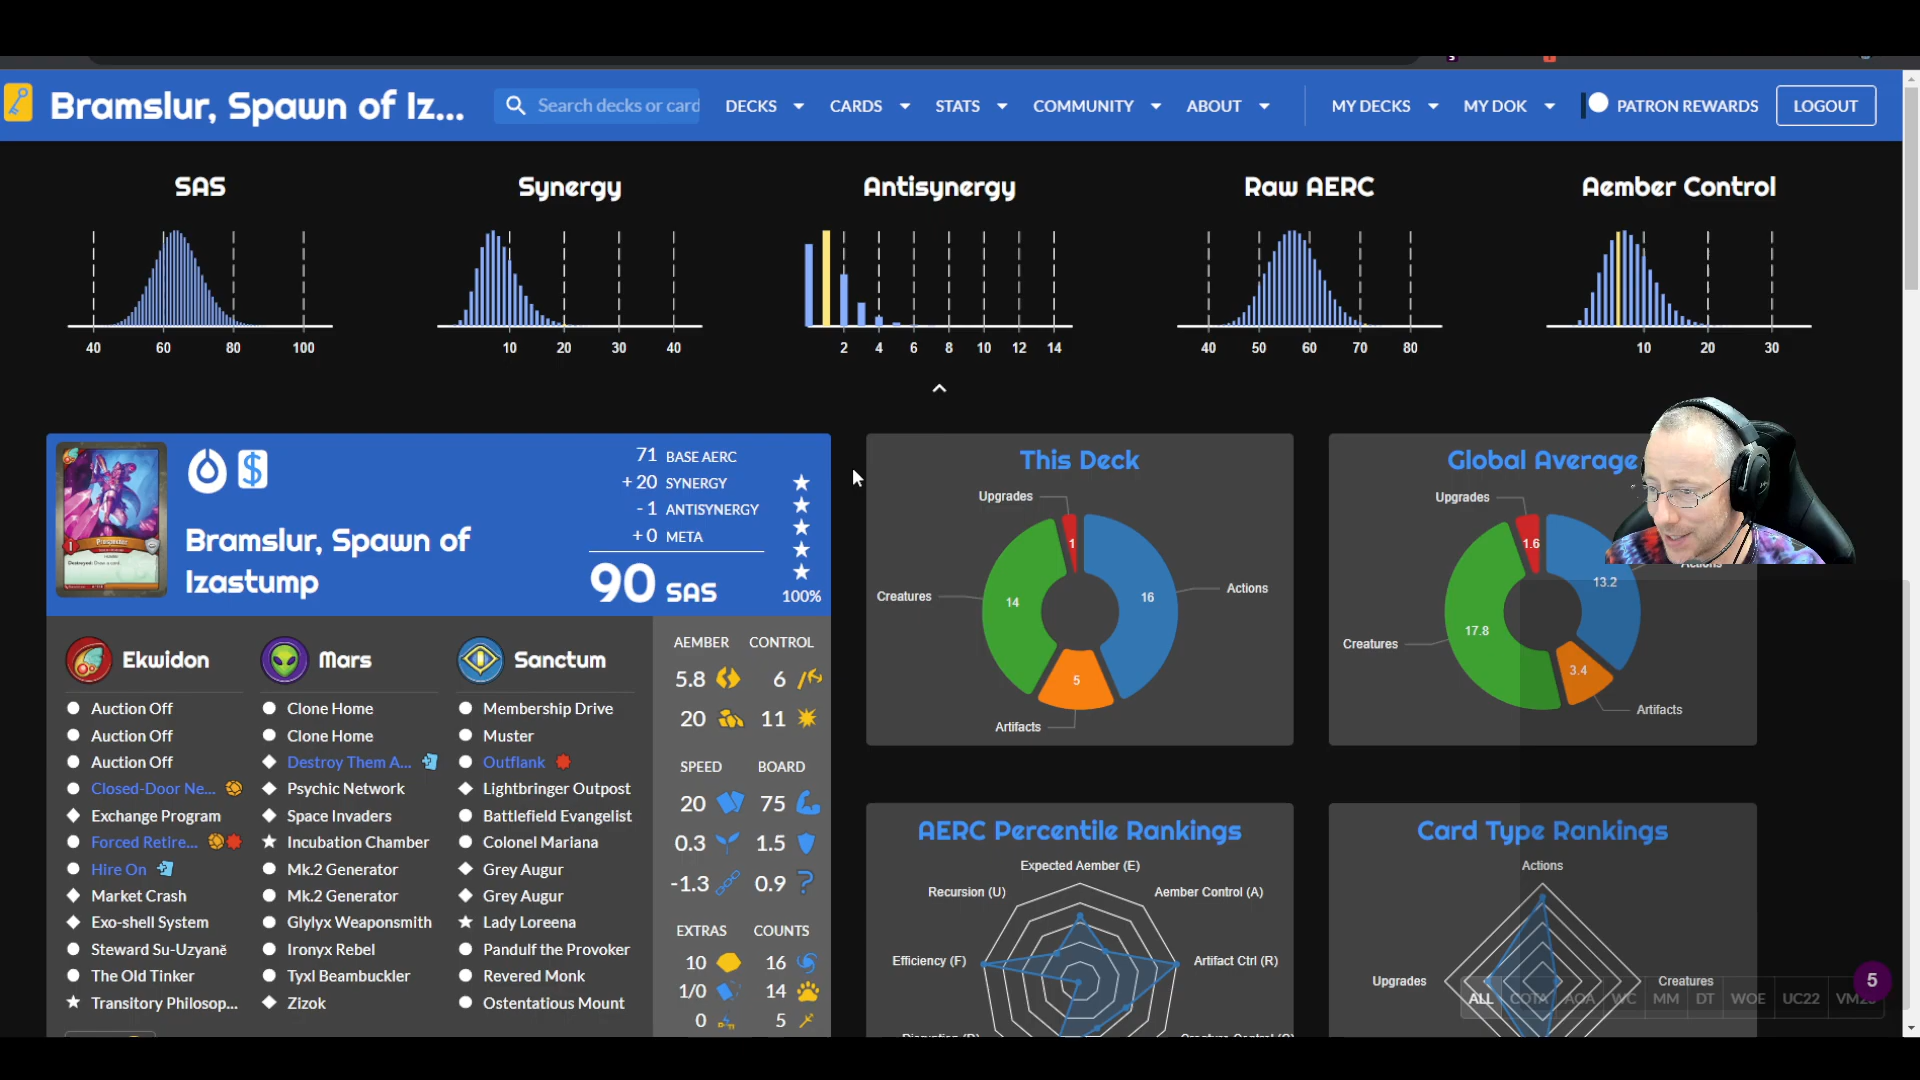 Bramslur, Spawn of Iz...
Search decks or card
DECKS
CARDS
STATS
COMMUNITY
ABOUT
MY DECKS
MY DOK
PATRON REWARDS
LOGOUT
SAS
Synergy
Antisynergy
Raw AERC
Aember Control
40 60 80 100
10 20 30 40
2 4 6 8 10 12 14
40 50 60 70 80
10 20 30
Bramslur, Spawn of
Izastump
71 BASE AERC
+ 20 SYNERGY
- 1 ANTISYNERGY
+ 0 META
90 SAS
100%
Ekwidon
Auction Off
Auction Off
Auction Off
Closed-Door Ne...
Exchange Program
Forced Retire...
Hire On
Market Crash
Exo-shell System
Steward Su-Uzyanĕ
The Old Tinker
Transitory Philosop...
Mars
Clone Home
Clone Home
Destroy Them A...
Psychic Network
Space Invaders
Incubation Chamber
Mk.2 Generator
Mk.2 Generator
Glylyx Weaponsmith
Ironyx Rebel
Tyxl Beambuckler
Zizok
Sanctum
Membership Drive
Muster
Outflank
Lightbringer Outpost
Battlefield Evangelist
Colonel Mariana
Grey Augur
Grey Augur
Lady Loreena
Pandulf the Provoker
Revered Monk
Ostentatious Mount
AEMBER CONTROL
5.8 6
20 11
SPEED BOARD
20 75
0.3 1.5
-1.3 0.9
EXTRAS COUNTS
10 16
1/0 14
0 5
This Deck
Upgrades
1
Creatures
14
16
Actions
5
Artifacts
Global Average
Upgrades
1.6
13.2
Actions
17.8
Creatures
3.4
Artifacts
AERC Percentile Rankings
Expected Aember (E)
Recursion (U)
Aember Control (A)
Efficiency (F)
Artifact Ctrl (R)
Card Type Rankings
Actions
Upgrades
Creatures
ALL COTA AOA WC MM DT WOE UC22
5